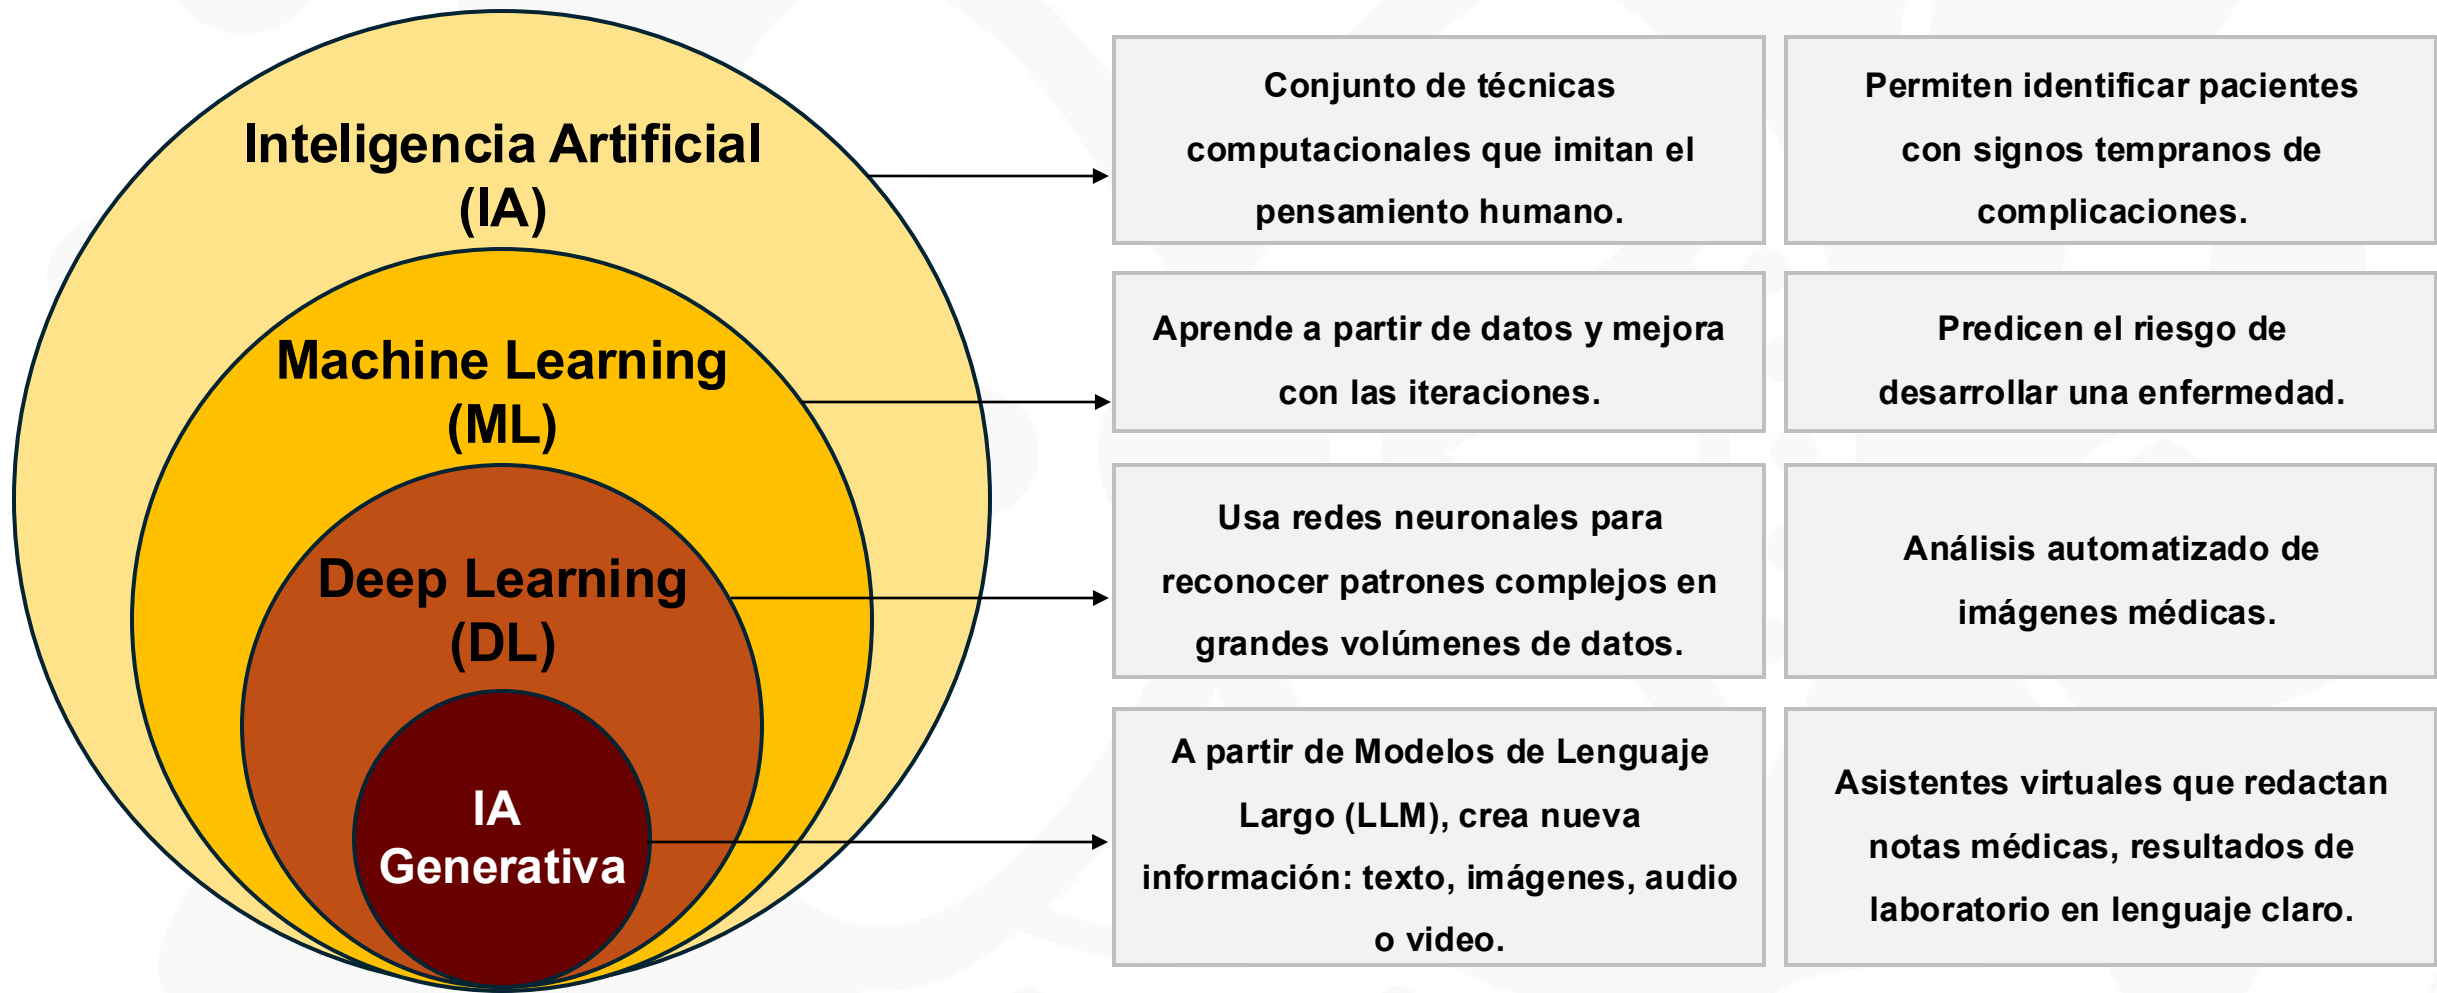 Inteligencia Artificial
(IA)
Conjunto de técnicas
computacionales que imitan el
pensamiento humano.
Permiten identificar pacientes
con signos tempranos de
complicaciones.
Machine Learning
(ML)
Aprende a partir de datos y mejora
con las iteraciones.
Predicen el riesgo de
desarrollar una enfermedad.
Deep Learning
(DL)
Usa redes neuronales para
reconocer patrones complejos en
grandes volúmenes de datos.
Análisis automatizado de
imágenes médicas.
IA
Generativa
A partir de Modelos de Lenguaje
Largo (LLM), crea nueva
información: texto, imágenes, audio
o video.
Asistentes virtuales que redactan
notas médicas, resultados de
laboratorio en lenguaje claro.